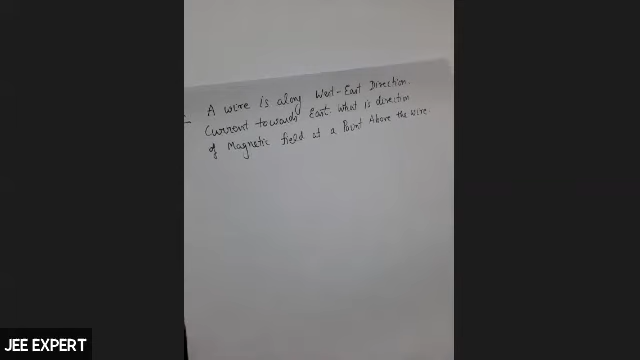 A wire is along West-East Direction.
Current towards East. What is direction
of Magnetic field at a Point Above the wire.
JEE EXPERT